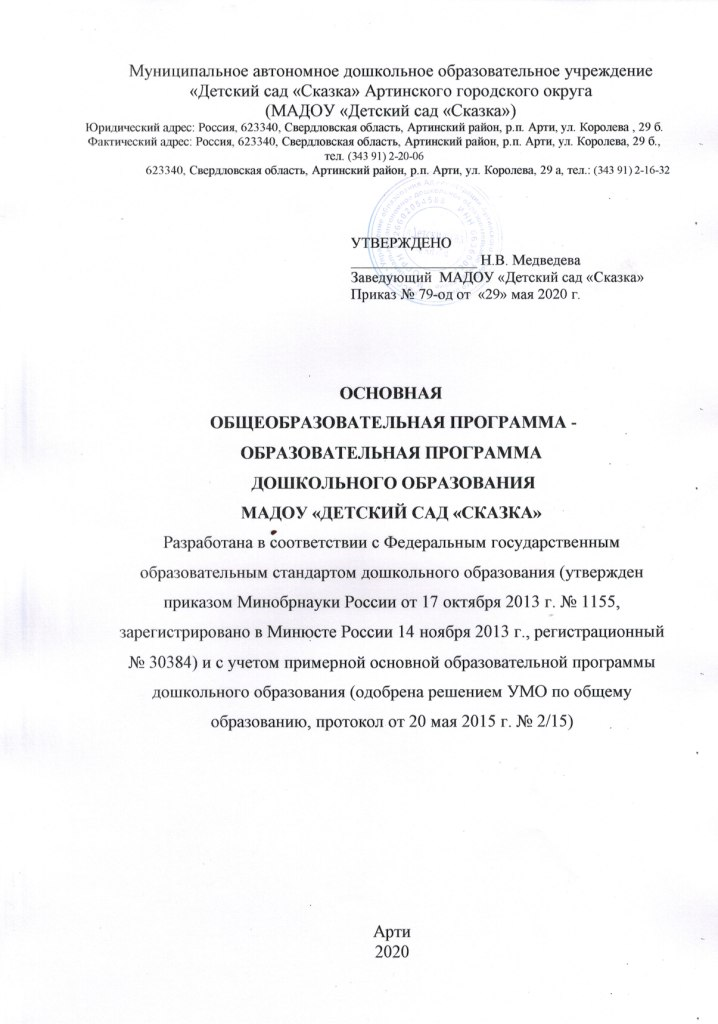 Муниципальное автономное дошкольное образовательное учреждение
«Детский сад «Сказка» Артинского городского округа
(МАДОУ «Детский сад «Сказка»)
Юридический адрес: Россия, 623340, Свердловская область, Артинский район, р.п. Арти, ул. Королева , 29 б.
Фактический адрес: Россия, 623340, Свердловская область, Артинский район, р.п. Арти, ул. Королева, 29 б.,
тел. (343 91) 2-20-06
623340, Свердловская область, Артинский район, р.п. Арти, ул. Королева, 29 а, тел.: (343 91) 2-16-32
УТВЕРЖДЕНО
________________ Н.В. Медведева
Заведующий МАДОУ «Детский сад «Сказка»
Приказ № 79-од от «29» мая 2020 г.
ОСНОВНАЯ
ОБЩЕОБРАЗОВАТЕЛЬНАЯ ПРОГРАММА -
ОБРАЗОВАТЕЛЬНАЯ ПРОГРАММА
ДОШКОЛЬНОГО ОБРАЗОВАНИЯ
МАДОУ «ДЕТСКИЙ САД «СКАЗКА»
Разработана в соответствии с Федеральным государственным
образовательным стандартом дошкольного образования (утвержден
приказом Минобрнауки России от 17 октября 2013 г. № 1155,
зарегистрировано в Минюсте России 14 ноября 2013 г., регистрационный
№ 30384) и с учетом примерной основной образовательной программы
дошкольного образования (одобрена решением УМО по общему
образованию, протокол от 20 мая 2015 г. № 2/15)
Арти
2020